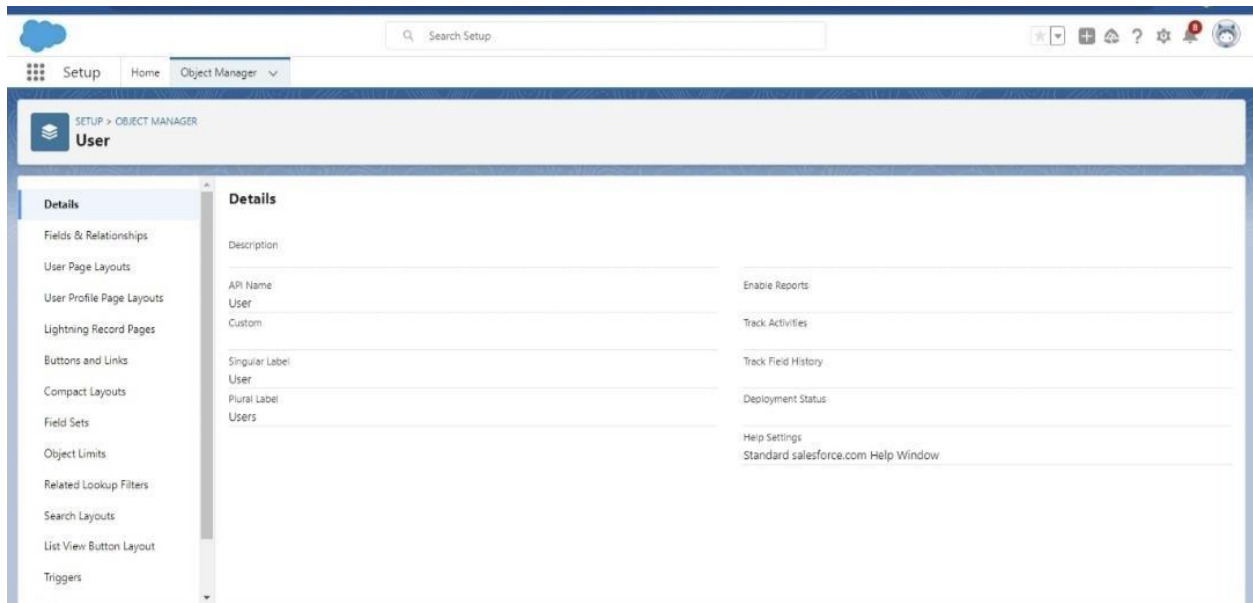 Search Setup
8
Setup Home Object Manager
SETUP > OBJECT MANAGER
User
Details
Fields & Relationships
User Page Layouts
User Profile Page Layouts
Lightning Record Pages
Buttons and Links
Compact Layouts
Field Sets
Object Limits
Related Lookup Filters
Search Layouts
List View Button Layout
Triggers
Details
Description
API Name
User
Custom
Singular Label
User
Plural Label
Users
Enable Reports
Track Activities
Track Field History
Deployment Status
Help Settings
Standard salesforce.com Help Window